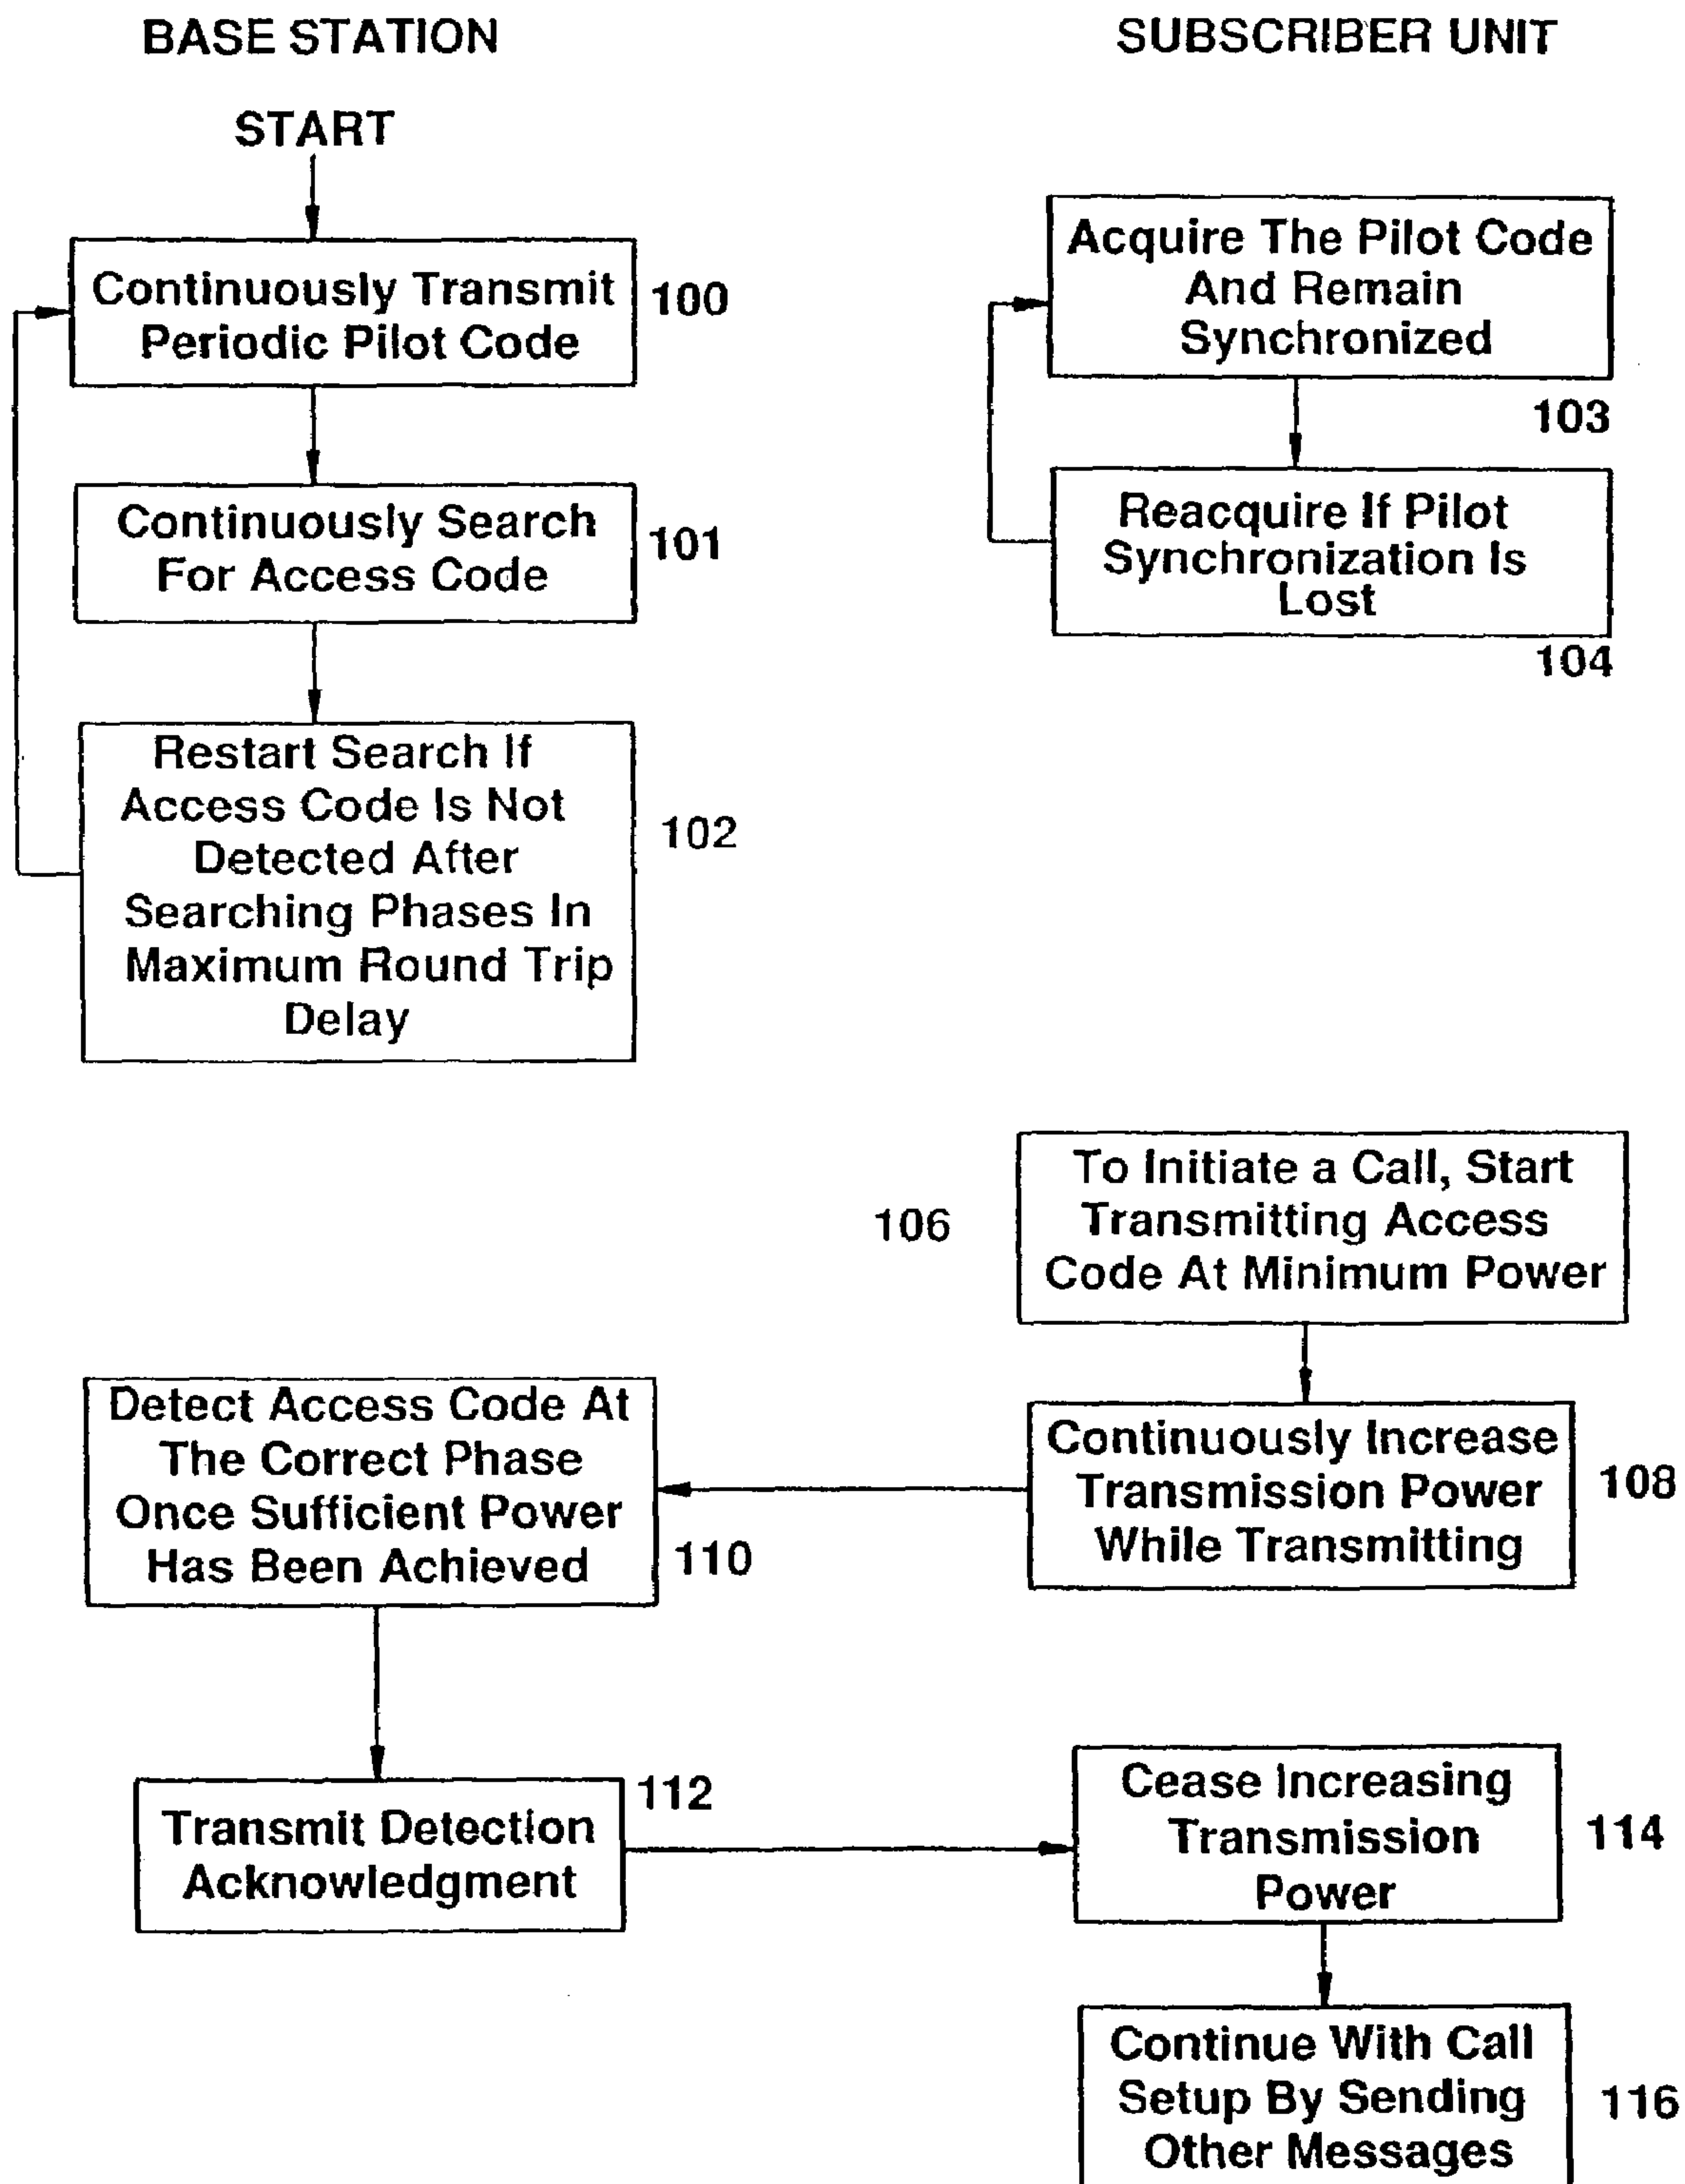 BASE STATION
SUBSCRIBER UNIT
START
Continuously Transmit
Periodic Pilot Code
100
Acquire The Pilot Code
And Remain
Synchronized
103
Continuously Search
For Access Code
101
Reacquire If Pilot
Synchronization Is
Lost
104
Restart Search If
Access Code Is Not
Detected After
Searching Phases In
Maximum Round Trip
Delay
102
To Initiate a Call, Start
Transmitting Access
Code At Minimum Power
106
Continuously Increase
Transmission Power
While Transmitting
108
Detect Access Code At
The Correct Phase
Once Sufficient Power
Has Been Achieved
110
Transmit Detection
Acknowledgment
112
Cease Increasing
Transmission
Power
114
Continue With Call
Setup By Sending
Other Messages
116